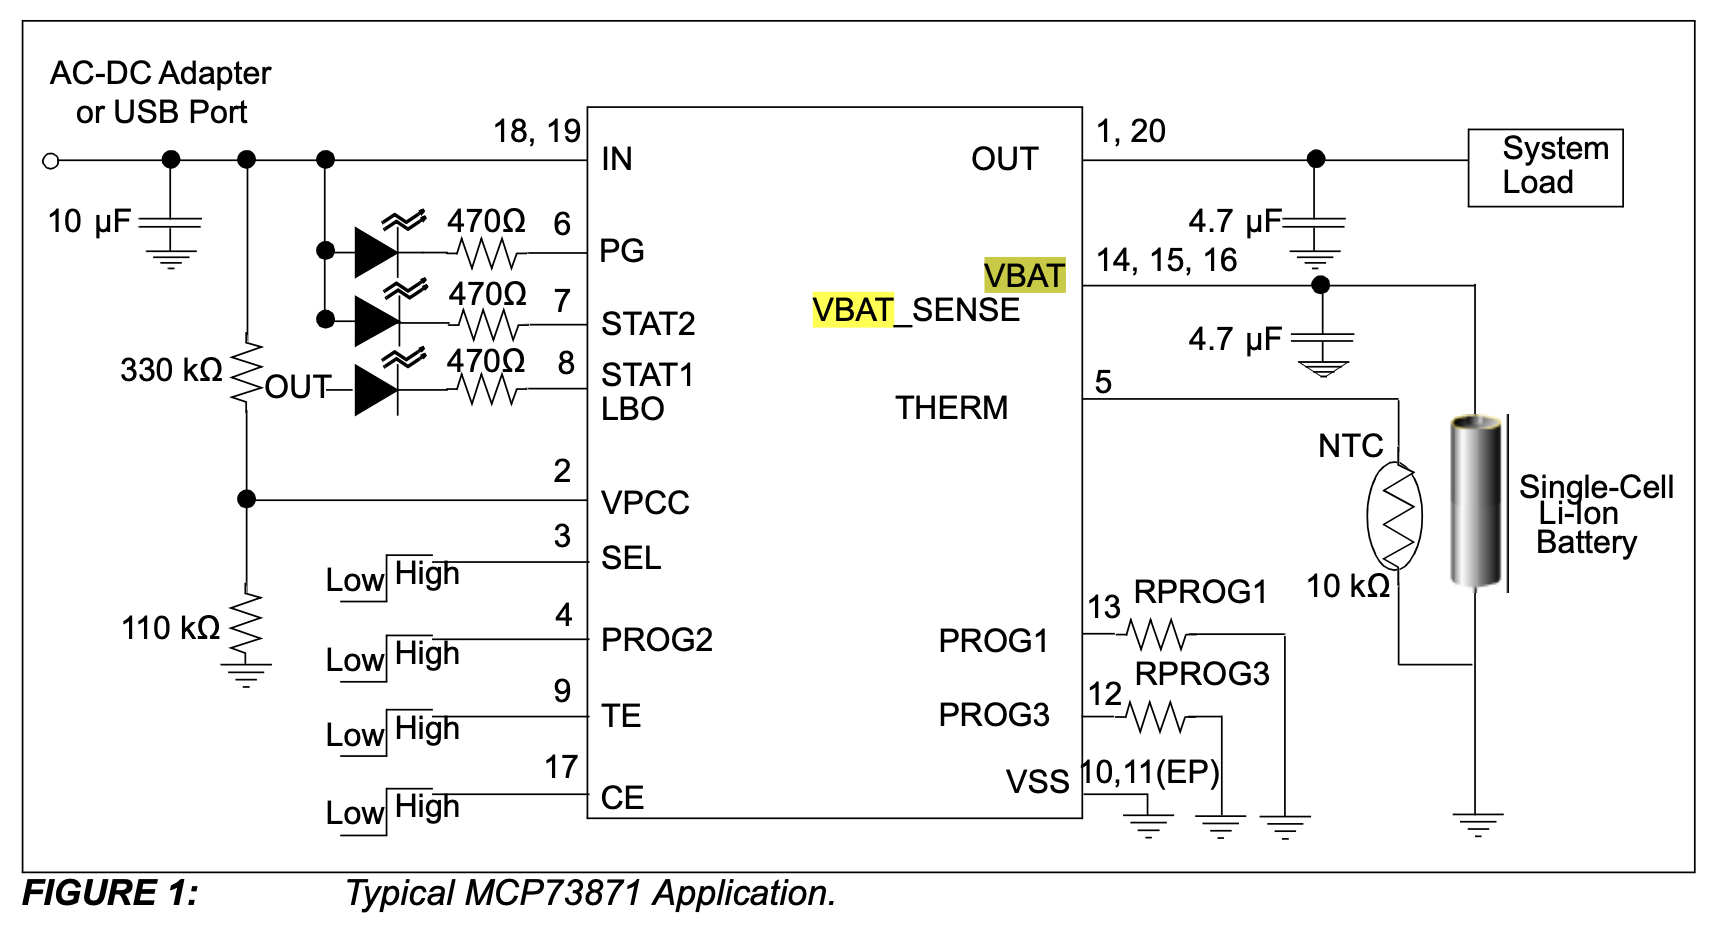 AC-DC Adapter
or USB Port
18, 19
IN
OUT
1, 20
System
Load
10 µF
470Ω
6
PG
4.7 µF
VBAT
14, 15, 16
470Ω
7
STAT2
VBAT_SENSE
4.7 µF
330 kΩ
OUT
470Ω
8
STAT1
LBO
THERM
5
NTC
10 kΩ
Single-Cell
Li-Ion
Battery
2
VPCC
3
SEL
Low
High
110 kΩ
4
PROG2
Low
High
9
TE
Low
High
17
CE
Low
High
PROG1
13
RPROG1
PROG3
12
RPROG3
VSS
10,11(EP)
FIGURE 1: Typical MCP73871 Application.